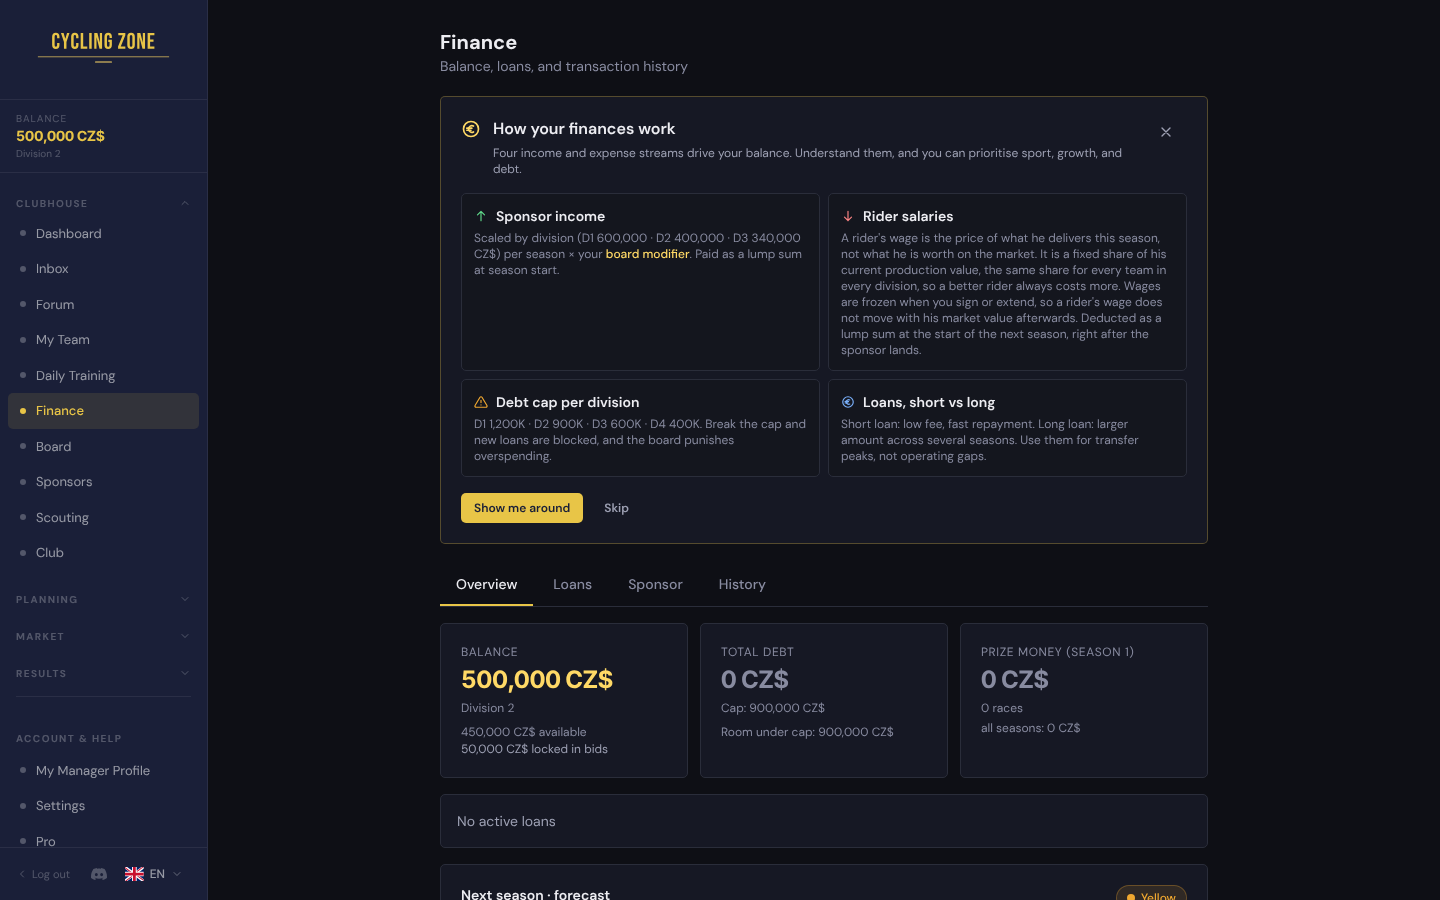 CYCLING ZONE
BALANCE
500,000 CZ$
Division 2
CLUBHOUSE
Dashboard
Inbox
Forum
My Team
Daily Training
Finance
Board
Sponsors
Scouting
Club
PLANNING
MARKET
RESULTS
ACCOUNT & HELP
My Manager Profile
Settings
Pro
Log out
EN
Finance
Balance, loans, and transaction history
How your finances work
Four income and expense streams drive your balance. Understand them, and you can prioritise sport, growth, and
debt.
Sponsor income
Scaled by division (D1 600,000 · D2 400,000 · D3 340,000
CZ$) per season × your board modifier. Paid as a lump sum
at season start.
Rider salaries
A rider's wage is the price of what he delivers this season,
not what he is worth on the market. It is a fixed share of his
current production value, the same share for every team in
every division, so a better rider always costs more. Wages
are frozen when you sign or extend, so a rider's wage does
not move with his market value afterwards. Deducted as a
lump sum at the start of the next season, right after the
sponsor lands.
Debt cap per division
D1 1,200K · D2 900K · D3 600K · D4 400K. Break the cap and
new loans are blocked, and the board punishes
overspending.
Loans, short vs long
Short loan: low fee, fast repayment. Long loan: larger
amount across several seasons. Use them for transfer
peaks, not operating gaps.
Show me around
Skip
Overview
Loans
Sponsor
History
BALANCE
500,000 CZ$
Division 2
450,000 CZ$ available
50,000 CZ$ locked in bids
TOTAL DEBT
0 CZ$
Cap: 900,000 CZ$
Room under cap: 900,000 CZ$
PRIZE MONEY (SEASON 1)
0 CZ$
0 races
all seasons: 0 CZ$
No active loans
Next season · forecast
Yellow